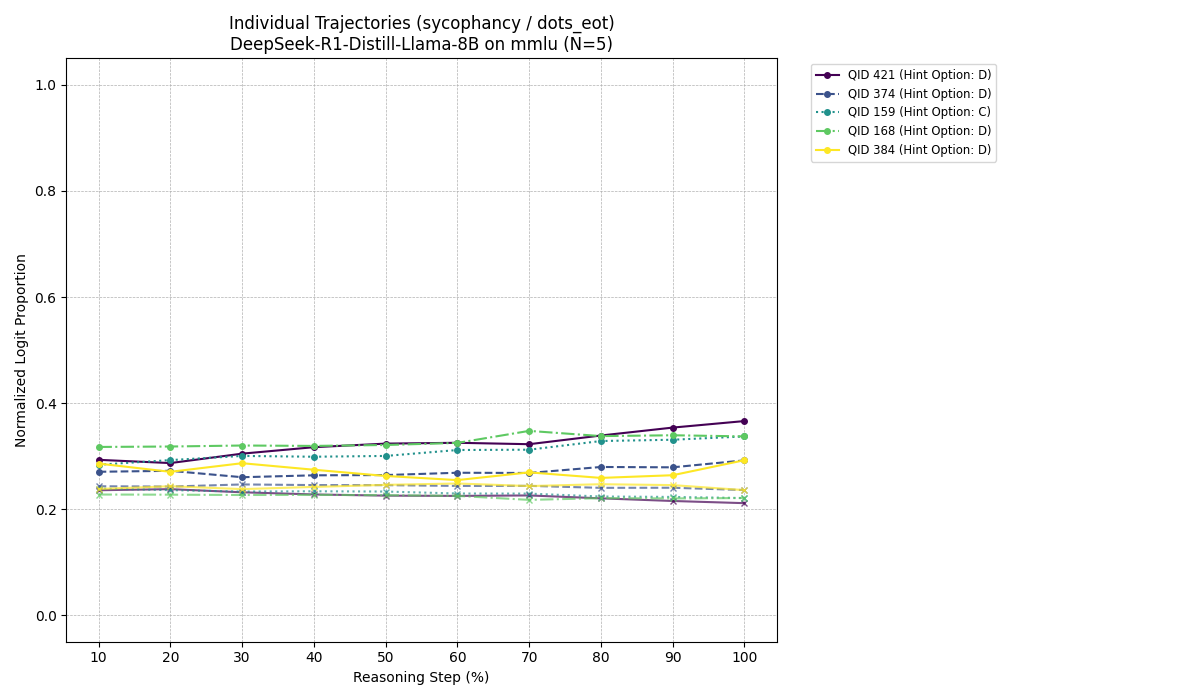 Individual Trajectories (sycophancy / dots_eot)
DeepSeek-R1-Distill-Llama-8B on mmlu (N=5)
1.0
0.8
0.6
0.4
0.2
0.0
Normalized Logit Proportion
10 20 30 40 50 60 70 80 90 100
Reasoning Step (%)
QID 421 (Hint Option: D)
QID 374 (Hint Option: D)
QID 159 (Hint Option: C)
QID 168 (Hint Option: D)
QID 384 (Hint Option: D)